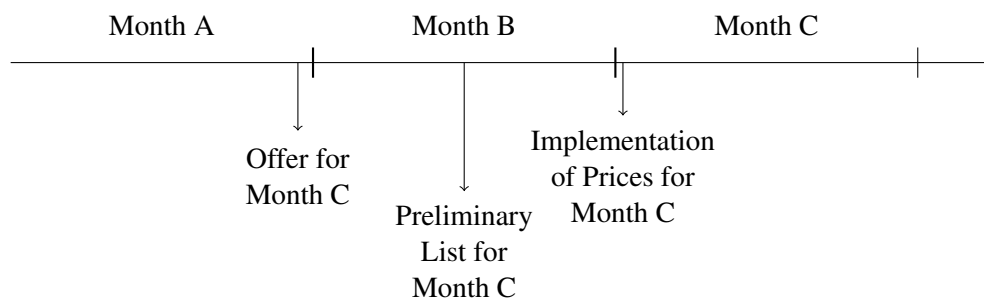 Month A
Month B
Month C
Offer for
Month C
Preliminary
List for
Month C
Implementation
of Prices for
Month C